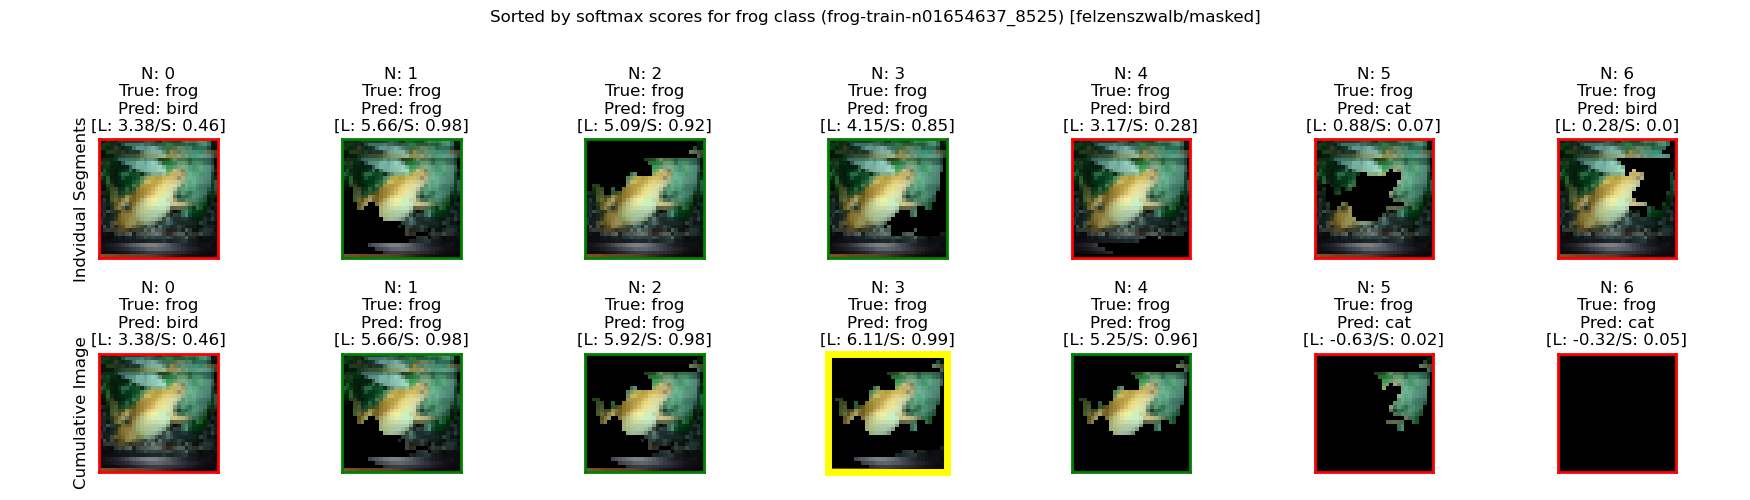 Sorted by softmax scores for frog class (frog-train-n01654637_8525) [felzenszwalb/masked]
Indvidual Segments
N: 0
True: frog
Pred: bird
[L: 3.38/S: 0.46]
N: 1
True: frog
Pred: frog
[L: 5.66/S: 0.98]
N: 2
True: frog
Pred: frog
[L: 5.09/S: 0.92]
N: 3
True: frog
Pred: frog
[L: 4.15/S: 0.85]
N: 4
True: frog
Pred: bird
[L: 3.17/S: 0.28]
N: 5
True: frog
Pred: cat
[L: 0.88/S: 0.07]
N: 6
True: frog
Pred: bird
[L: 0.28/S: 0.0]
Cumulative Image
N: 0
True: frog
Pred: bird
[L: 3.38/S: 0.46]
N: 1
True: frog
Pred: frog
[L: 5.66/S: 0.98]
N: 2
True: frog
Pred: frog
[L: 5.92/S: 0.98]
N: 3
True: frog
Pred: frog
[L: 6.11/S: 0.99]
N: 4
True: frog
Pred: frog
[L: 5.25/S: 0.96]
N: 5
True: frog
Pred: cat
[L: -0.63/S: 0.02]
N: 6
True: frog
Pred: cat
[L: -0.32/S: 0.05]